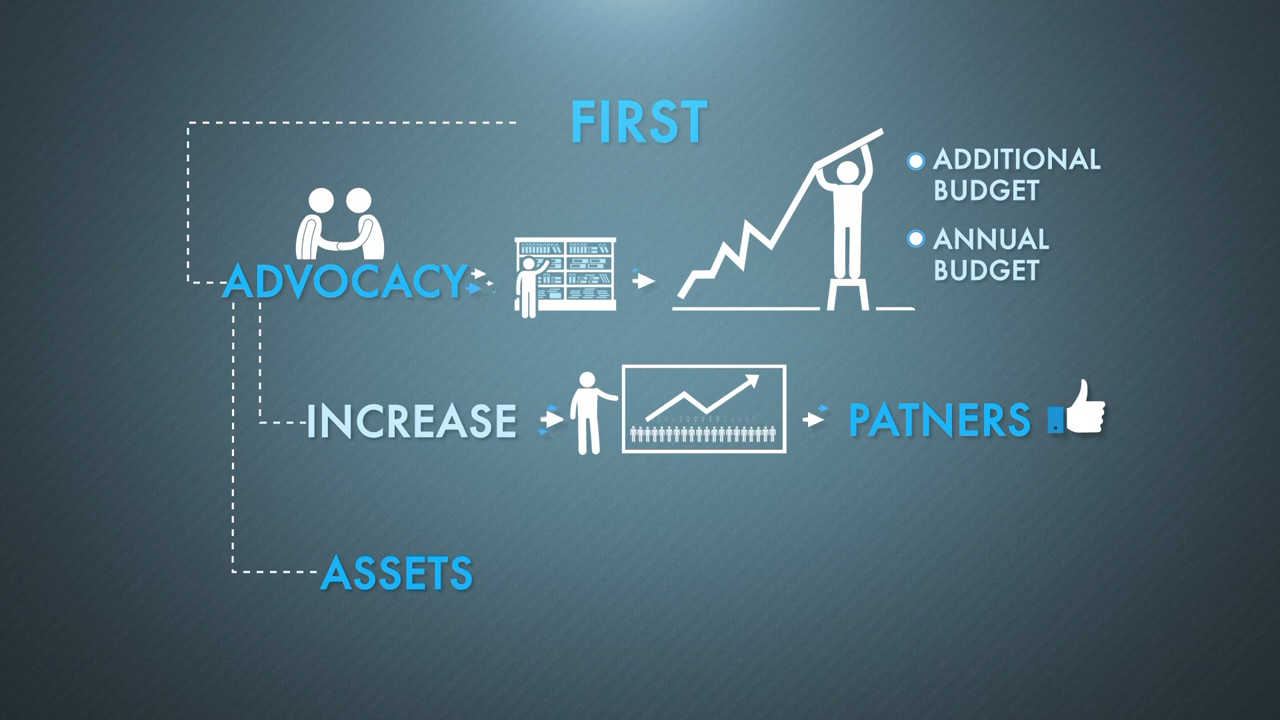 FIRST
ADDITIONAL
BUDGET
ANNUAL
BUDGET
ADVOCACY
INCREASE
PATNERS
ASSETS